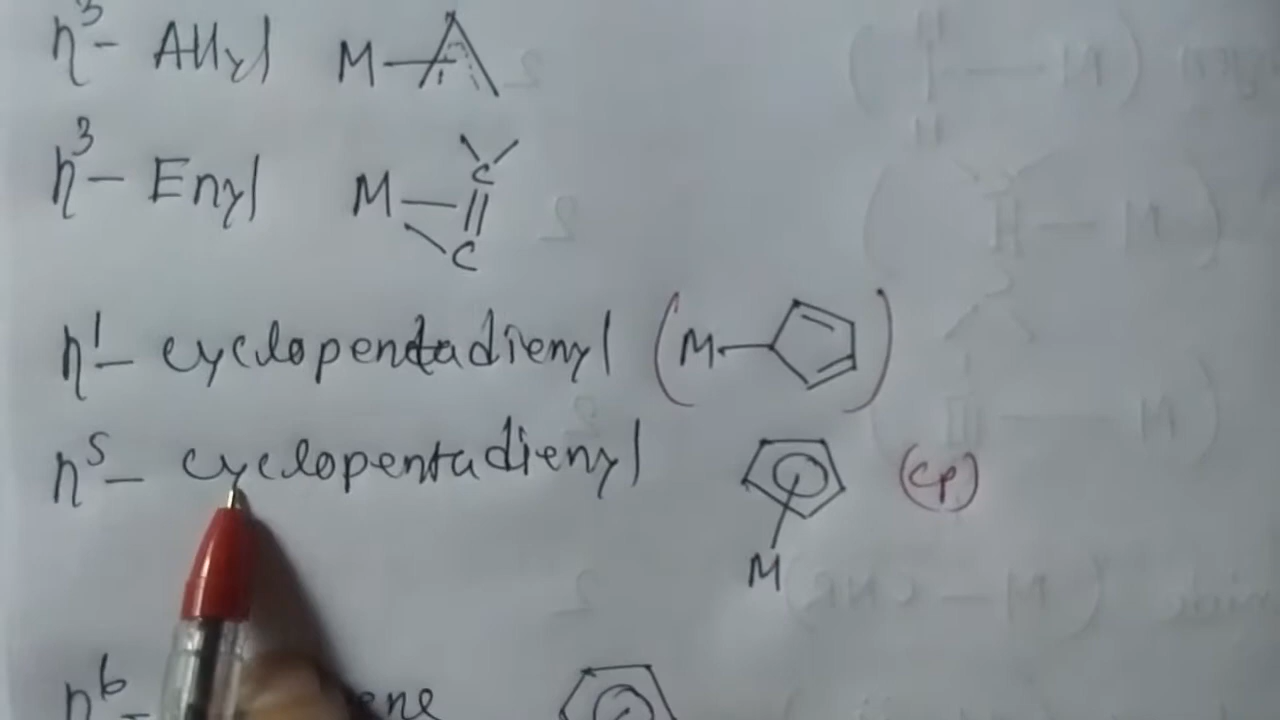 η³- Allyl M
η³- Enyl M C C
η¹- cyclopentadienyl (M )
η⁵- cyclopentadienyl (Cp)
M
η⁶-